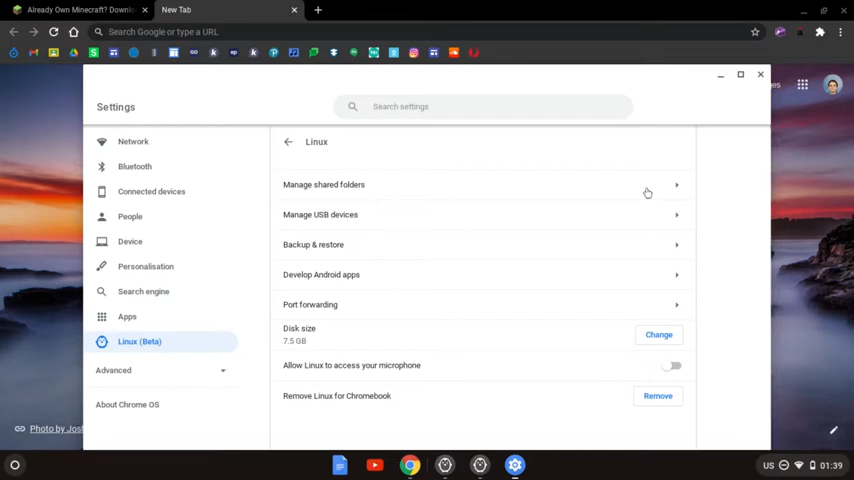 Already Own Minecraft? Downlo
New Tab
Search Google or type a URL
Settings
Search settings
Network
Bluetooth
Connected devices
People
Device
Personalisation
Search engine
Apps
Linux (Beta)
Advanced
About Chrome OS
Linux
Manage shared folders
Manage USB devices
Backup & restore
Develop Android apps
Port forwarding
Disk size
7.5 GB
Change
Allow Linux to access your microphone
Remove Linux for Chromebook
Remove
Photo by Josh
US
01:39